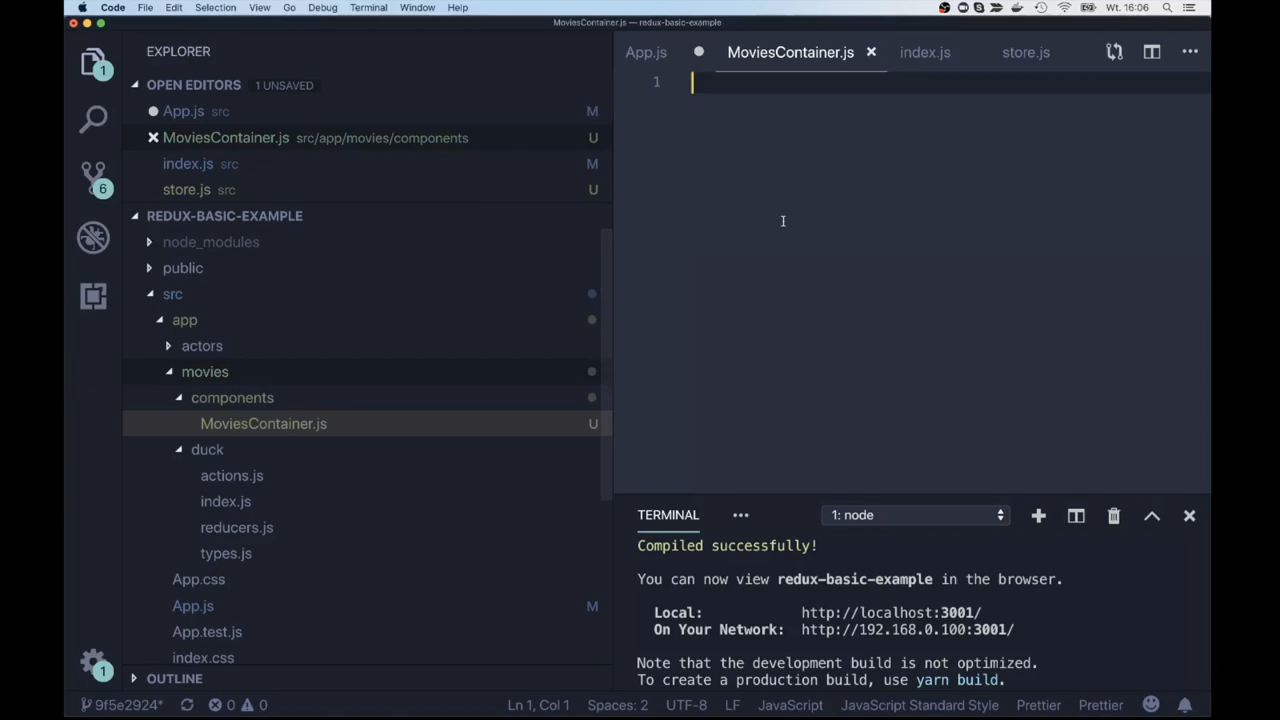 Code File Edit Selection View Go Debug Terminal Window Help Wt. 16:06
MoviesContainer.js — redux-basic-example
EXPLORER
OPEN EDITORS 1 UNSAVED
App.js src M
MoviesContainer.js src/app/movies/components U
index.js src M
store.js src U
REDUX-BASIC-EXAMPLE
node_modules
public
src
app
actors
movies
components
MoviesContainer.js U
duck
actions.js
index.js
reducers.js
types.js
App.css
App.js M
App.test.js
index.css
OUTLINE
1
6
1
App.js MoviesContainer.js index.js store.js
1
TERMINAL 1: node
Compiled successfully!
You can now view redux-basic-example in the browser.
Local: http://localhost:3001/
On Your Network: http://192.168.0.100:3001/
Note that the development build is not optimized.
To create a production build, use yarn build.
9f5e2924* 0 0 Ln 1, Col 1 Spaces: 2 UTF-8 LF JavaScript JavaScript Standard Style Prettier Prettier